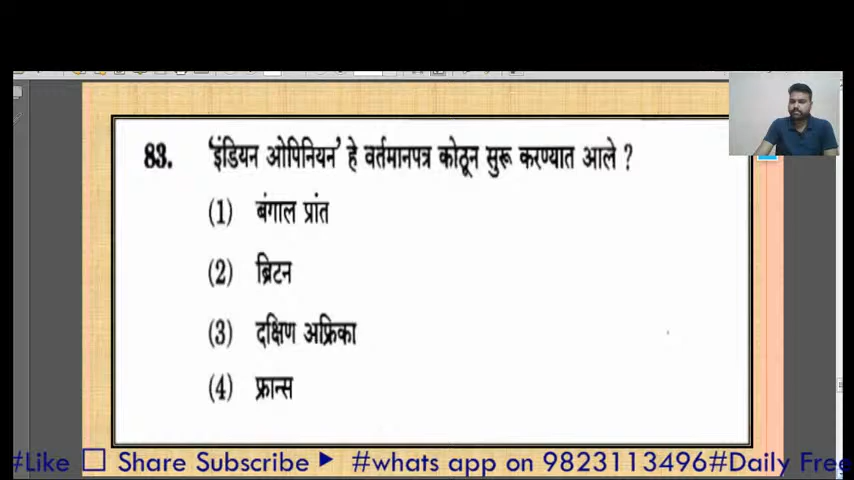 83. 'इंडियन ओपिनियन' हे वर्तमानपत्र कोठून सुरू करण्यात आले ?
(1) बंगाल प्रांत
(2) ब्रिटन
(3) दक्षिण अफ्रिका
(4) फ्रान्स
#Like ☐ Share Subscribe ▶ #whats app on 9823113496#Daily Free